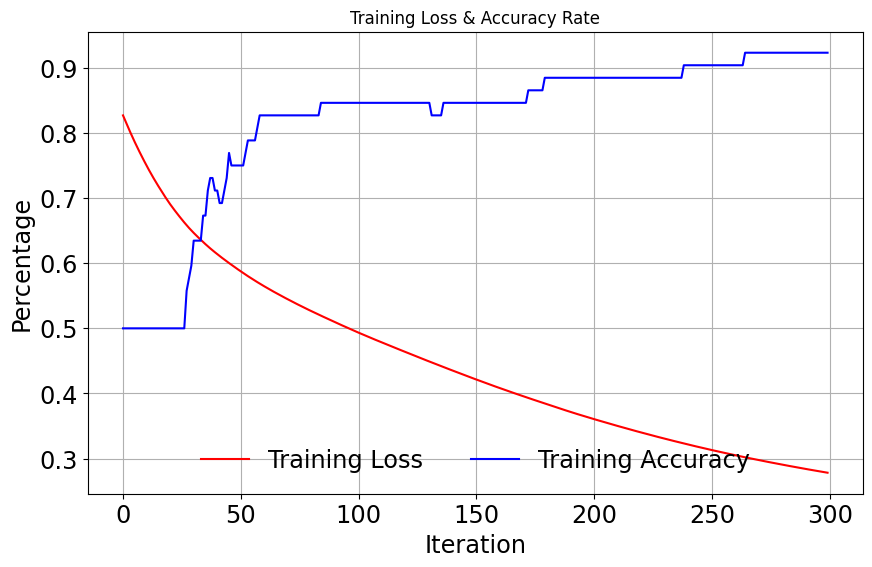 Training Loss & Accuracy Rate
0.9
0.8
0.7
0.6
0.5
0.4
0.3
Percentage
Training Loss
Training Accuracy
0 50 100 150 200 250 300
Iteration